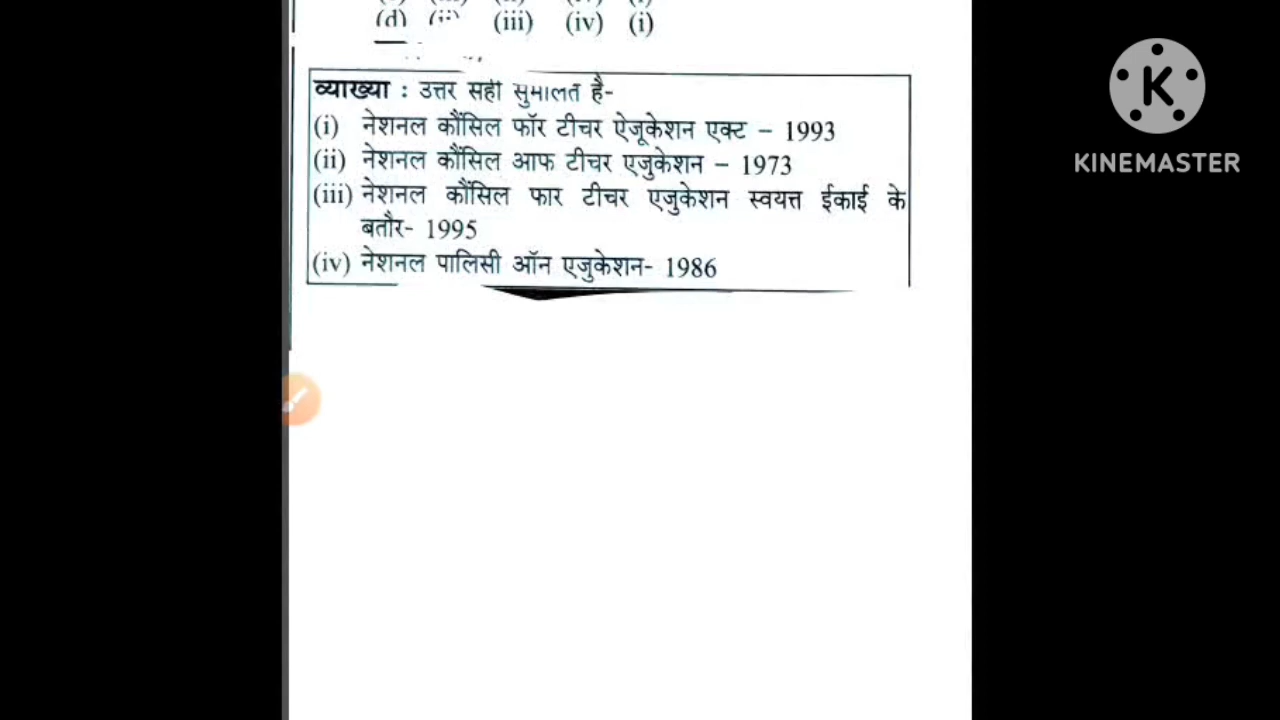 (d) (iii) (iv) (i)
व्याख्या : उत्तर सही सुमालत है-
(i) नेशनल कौंसिल फॉर टीचर ऐजूकेशन एक्ट – 1993
(ii) नेशनल कौंसिल आफ टीचर एजुकेशन – 1973
(iii) नेशनल कौंसिल फार टीचर एजुकेशन स्वयत्त ईकाई के
बतौर- 1995
(iv) नेशनल पालिसी ऑन एजुकेशन- 1986
K
KINEMASTER